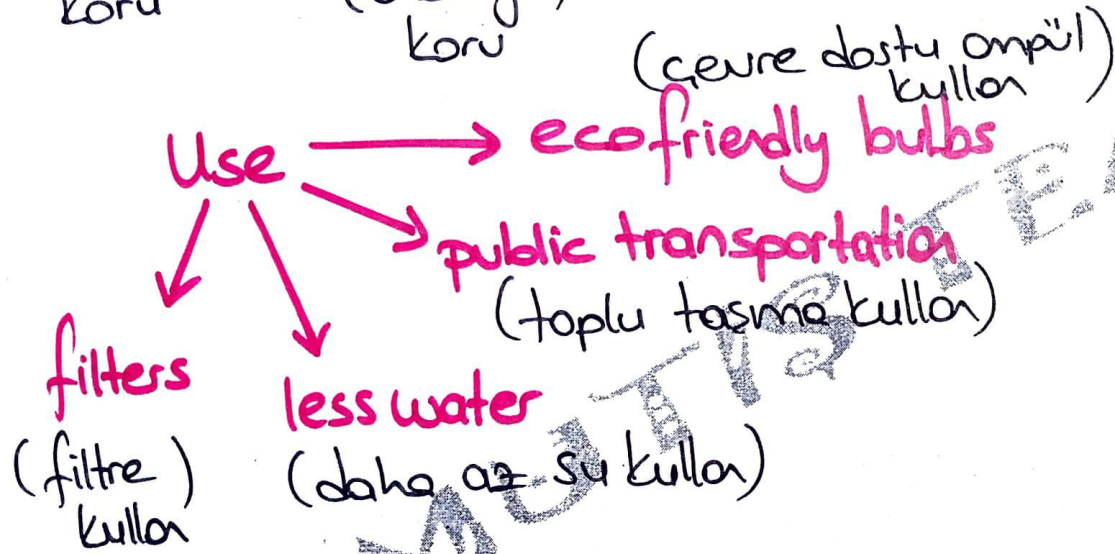 koru
koru
(çevre dostu ampül)
kullan
Use
ecofriendly bulbs
public transportation
(toplu taşıma kullan)
filters
(filtre)
kullan
less water
(daha az su kullan)